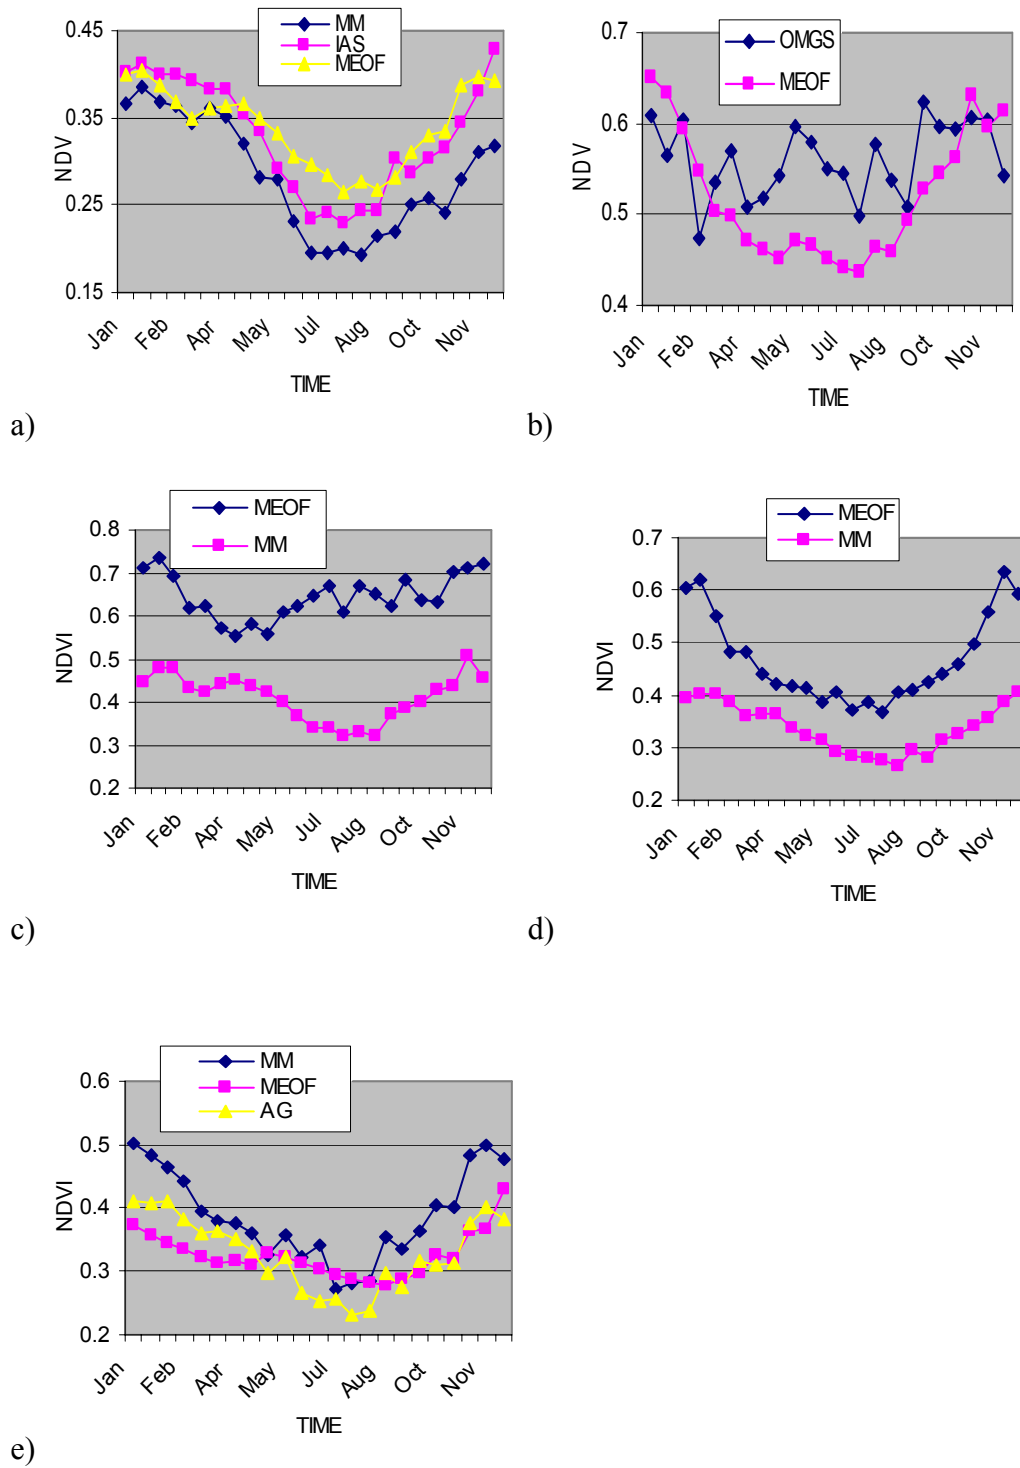 MM
IAS
MEOF
0.45
0.35
0.25
0.15
NDV
Jan Feb Apr May Jul Aug Oct Nov
TIME
a)
OMGS
MEOF
0.7
0.6
0.5
0.4
NDV
Jan Feb Apr May Jul Aug Oct Nov
TIME
b)
MEOF
MM
0.8
0.7
0.6
0.5
0.4
0.3
0.2
NDVI
Jan Feb Apr May Jul Aug Oct Nov
TIME
c)
MEOF
MM
0.7
0.6
0.5
0.4
0.3
0.2
NDVI
Jan Feb Apr May Jul Aug Oct Nov
TIME
d)
MM
MEOF
AG
0.6
0.5
0.4
0.3
0.2
NDVI
Jan Feb Apr May Jul Aug Oct Nov
TIME
e)